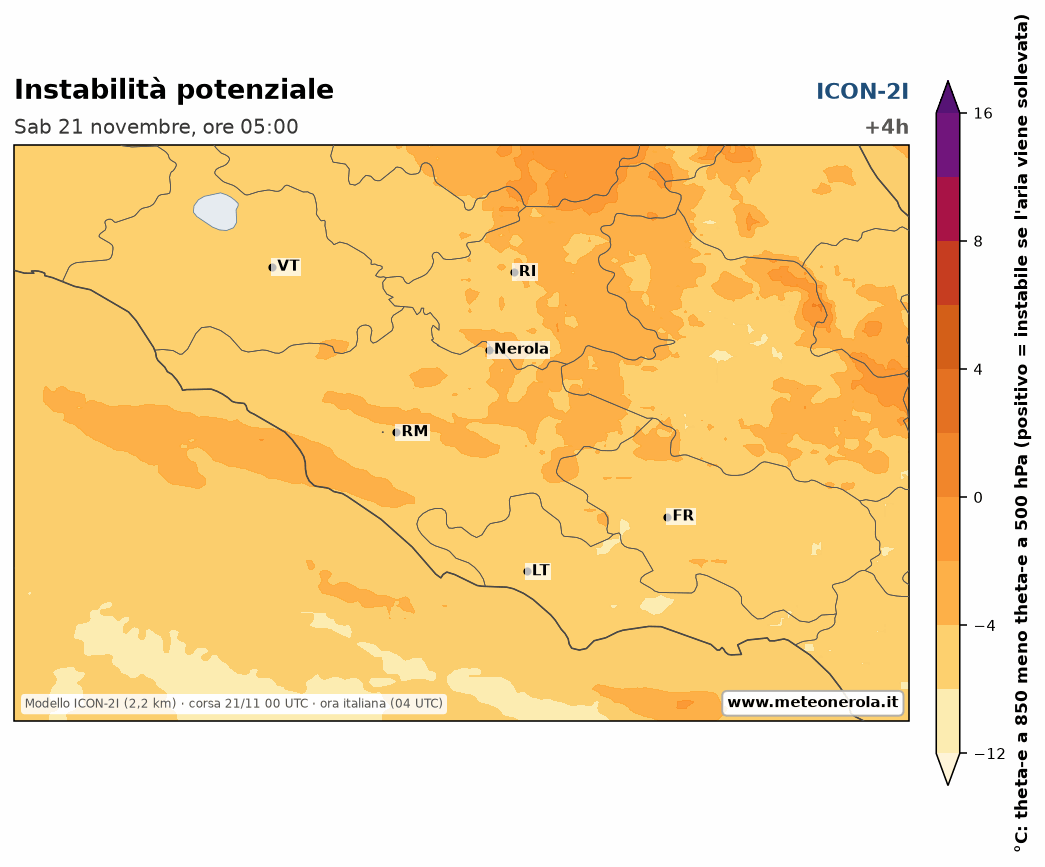 Instabilità potenziale
ICON-2I
Sab 21 novembre, ore 05:00
+4h
VT
RI
Nerola
RM
FR
LT
Modello ICON-2I (2,2 km) · corsa 21/11 00 UTC · ora italiana (04 UTC)
www.meteonerola.it
16
8
4
0
−4
−12
°C: theta-e a 850 meno theta-e a 500 hPa (positivo = instabile se l'aria viene sollevata)